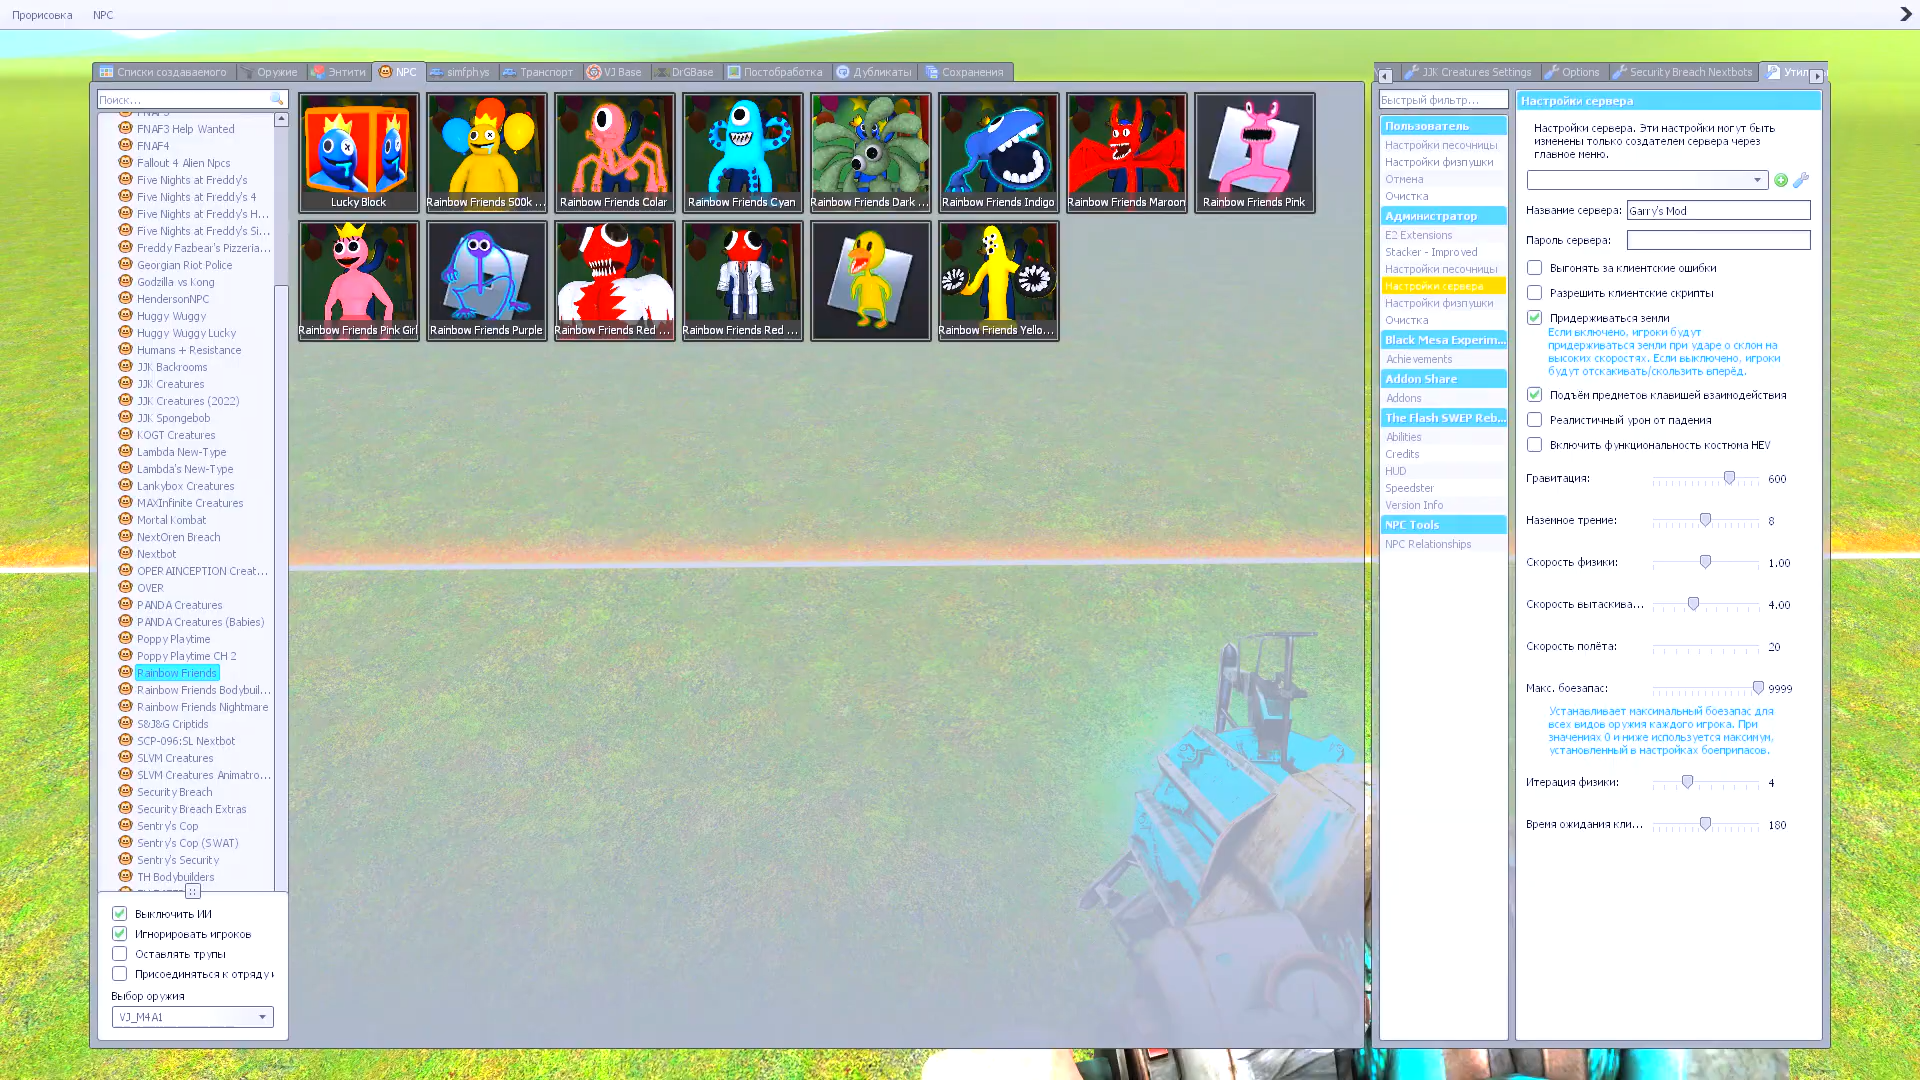 Прорисовка NPC
Списки создаваемого Оружие Энтити NPC simfphys Транспорт VJ Base DrGBase Постобработка Дубликаты Сохранения
Поиск...
FNAF3 Help Wanted
FNAF4
Fallout 4 Alien Npcs
Five Nights at Freddy's
Five Nights at Freddy's 4
Five Nights at Freddy's H...
Five Nights at Freddy's Si...
Freddy Fazbear's Pizzeria...
Georgian Riot Police
Godzilla vs Kong
HendersonNPC
Huggy Wuggy
Huggy Wuggy Lucky
Humans + Resistance
JJK Backrooms
JJK Creatures
JJK Creatures (2022)
JJK Spongebob
KOGT Creatures
Lambda New-Type
Lambda's New-Type
Lankybox Creatures
MAXInfinite Creatures
Mortal Kombat
NextOren Breach
Nextbot
OPERAINCEPTION Creat...
OVER
PANDA Creatures
PANDA Creatures (Babies)
Poppy Playtime
Poppy Playtime CH 2
Rainbow Friends
Rainbow Friends Bodybuil...
Rainbow Friends Nightmare
S&J&G Criptids
SCP-096:SL Nextbot
SLVM Creatures
SLVM Creatures Animatro...
Security Breach
Security Breach Extras
Sentry's Cop
Sentry's Cop (SWAT)
Sentry's Security
TH Bodybuilders
Выключить ИИ
Игнорировать игроков
Оставлять трупы
Присоединяться к отряду
Выбор оружия
VJ_M4A1
Lucky Block
Rainbow Friends 500k ...
Rainbow Friends Colar
Rainbow Friends Cyan
Rainbow Friends Dark ...
Rainbow Friends Indigo
Rainbow Friends Maroon
Rainbow Friends Pink
Rainbow Friends Pink Girl
Rainbow Friends Purple
Rainbow Friends Red ...
Rainbow Friends Red ...
Rainbow Friends Yello...
JJK Creatures Settings Options Security Breach Nextbots Утил
Быстрый фильтр...
Пользователь
Настройки песочницы
Настройки физпушки
Отмена
Очистка
Администратор
E2 Extensions
Stacker - Improved
Настройки песочницы
Настройки сервера
Настройки физпушки
Очистка
Black Mesa Experim...
Achievements
Addon Share
Addons
The Flash SWEP Reb...
Abilities
Credits
HUD
Speedster
Version Info
NPC Tools
NPC Relationships
Настройки сервера
Настройки сервера. Эти настройки могут быть
изменены только создателем сервера через
главное меню.
Название сервера: Garry's Mod
Пароль сервера:
Выгонять за клиентские ошибки
Разрешить клиентские скрипты
Придерживаться земли
Если включено, игроки будут
придерживаться земли при ударе о склон на
высоких скоростях. Если выключено, игроки
будут отскакивать/скользить вперёд.
Подъём предметов клавишей взаимодействия
Реалистичный урон от падения
Включить функциональность костюма HEV
Гравитация: 600
Наземное трение: 8
Скорость физики: 1.00
Скорость вытаскива... 4.00
Скорость полёта: 20
Макс. боезапас: 9999
Устанавливает максимальный боезапас для
всех видов оружия каждого игрока. При
значениях 0 и ниже используется максимум,
установленный в настройках боеприпасов.
Итерация физики: 4
Время ожидания кли... 180